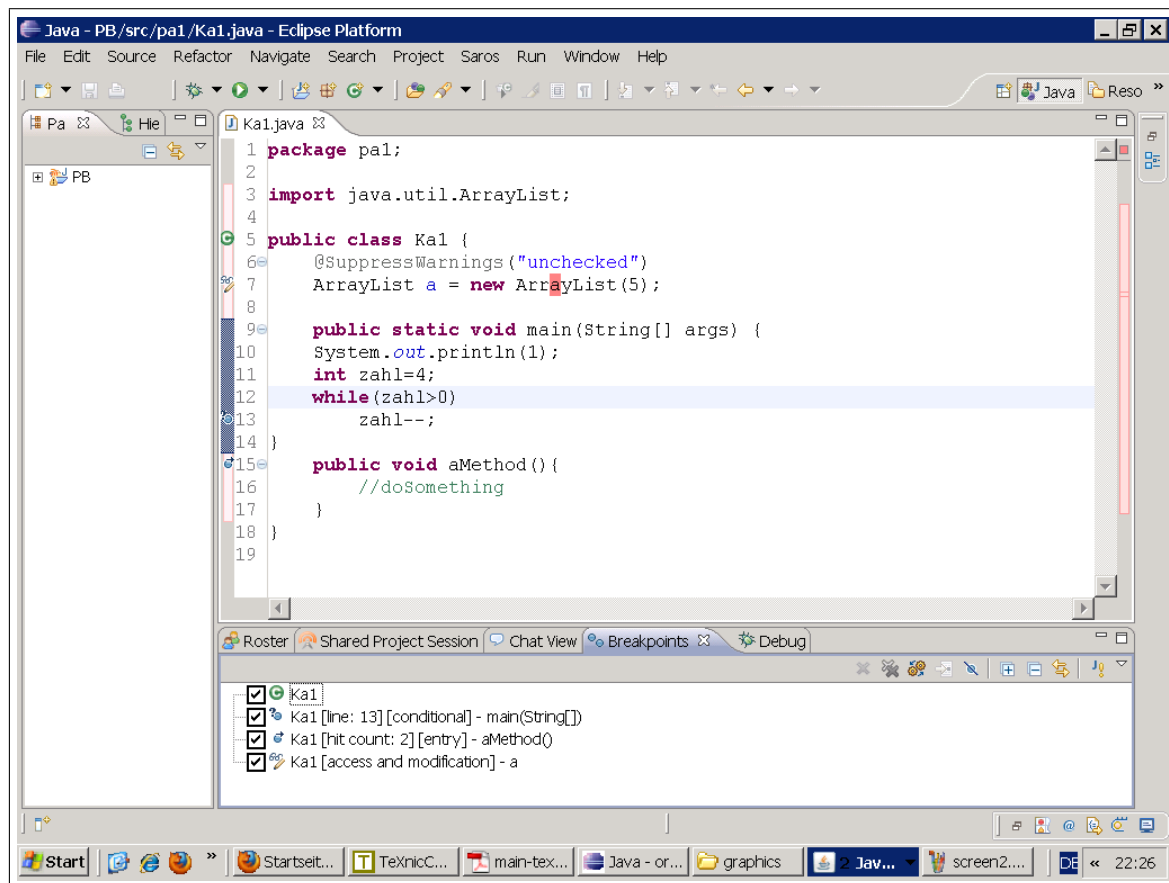 Java - PB/src/pa1/Ka1.java - Eclipse Platform
File Edit Source Refactor Navigate Search Project Saros Run Window Help
Java Reso »
Pa Hie
Ka1.java
PB
1 package pa1;
2
3 import java.util.ArrayList;
4
5 public class Ka1 {
6 @SuppressWarnings("unchecked")
7 ArrayList a = new ArrayList(5);
8
9 public static void main(String[] args) {
10 System.out.println(1);
11 int zahl=4;
12 while(zahl>0)
13 zahl--;
14 }
15 public void aMethod(){
16 //doSomething
17 }
18 }
19
Roster Shared Project Session Chat View Breakpoints Debug
Ka1
Ka1 [line: 13] [conditional] - main(String[])
Ka1 [hit count: 2] [entry] - aMethod()
Ka1 [access and modification] - a
Start » Startseit... TeXnicC... main-tex... Java - or... graphics 2 Jav... screen2.... DE « 22:26